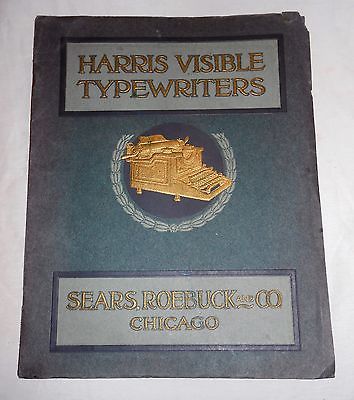 HARRIS VISIBLE
TYPEWRITERS
SEARS, ROEBUCK AND CO
CHICAGO